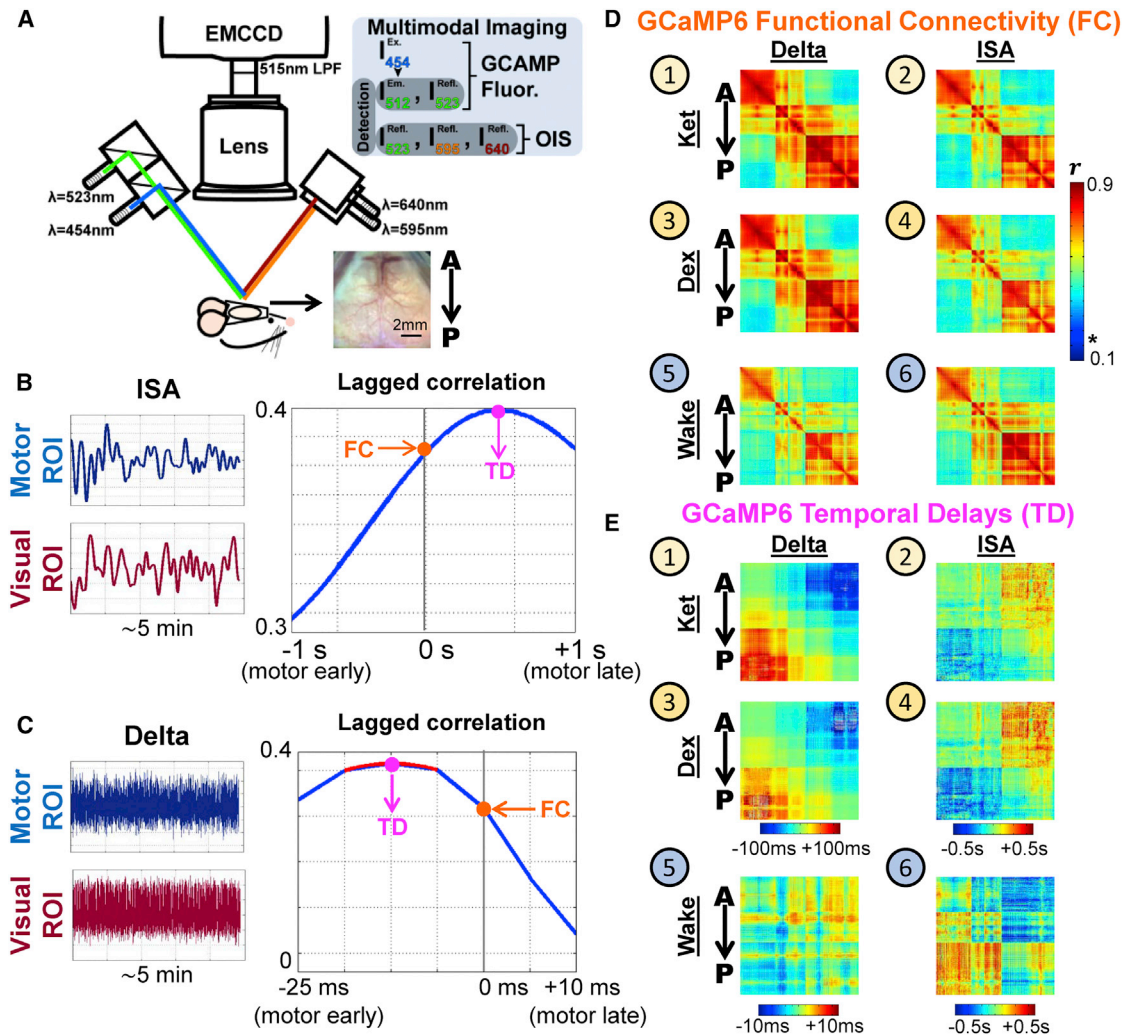 A
EMCCD
515nm LPF
Lens
λ=523nm
λ=454nm
λ=640nm
λ=595nm
Multimodal Imaging
Ex.
454
Em.
512
,
Refl.
523
GCAMP
Fluor.
Detection
Refl.
523
,
Refl.
595
,
Refl.
640
OIS
A
P
2mm
B
ISA
Motor
ROI
Visual
ROI
~5 min
Lagged correlation
0.4
0.3
FC
TD
-1 s
0 s
+1 s
(motor early)
(motor late)
C
Delta
Motor
ROI
Visual
ROI
~5 min
Lagged correlation
0.4
0
TD
FC
-25 ms
0 ms
+10 ms
(motor early)
(motor late)
D
GCaMP6 Functional Connectivity (FC)
Delta
ISA
1
2
Ket
A
P
3
4
Dex
A
P
5
6
Wake
A
P
r
0.9
*
0.1
E
GCaMP6 Temporal Delays (TD)
Delta
ISA
1
2
Ket
A
P
3
4
Dex
A
P
-100ms +100ms
-0.5s +0.5s
5
6
Wake
A
P
-10ms +10ms
-0.5s +0.5s